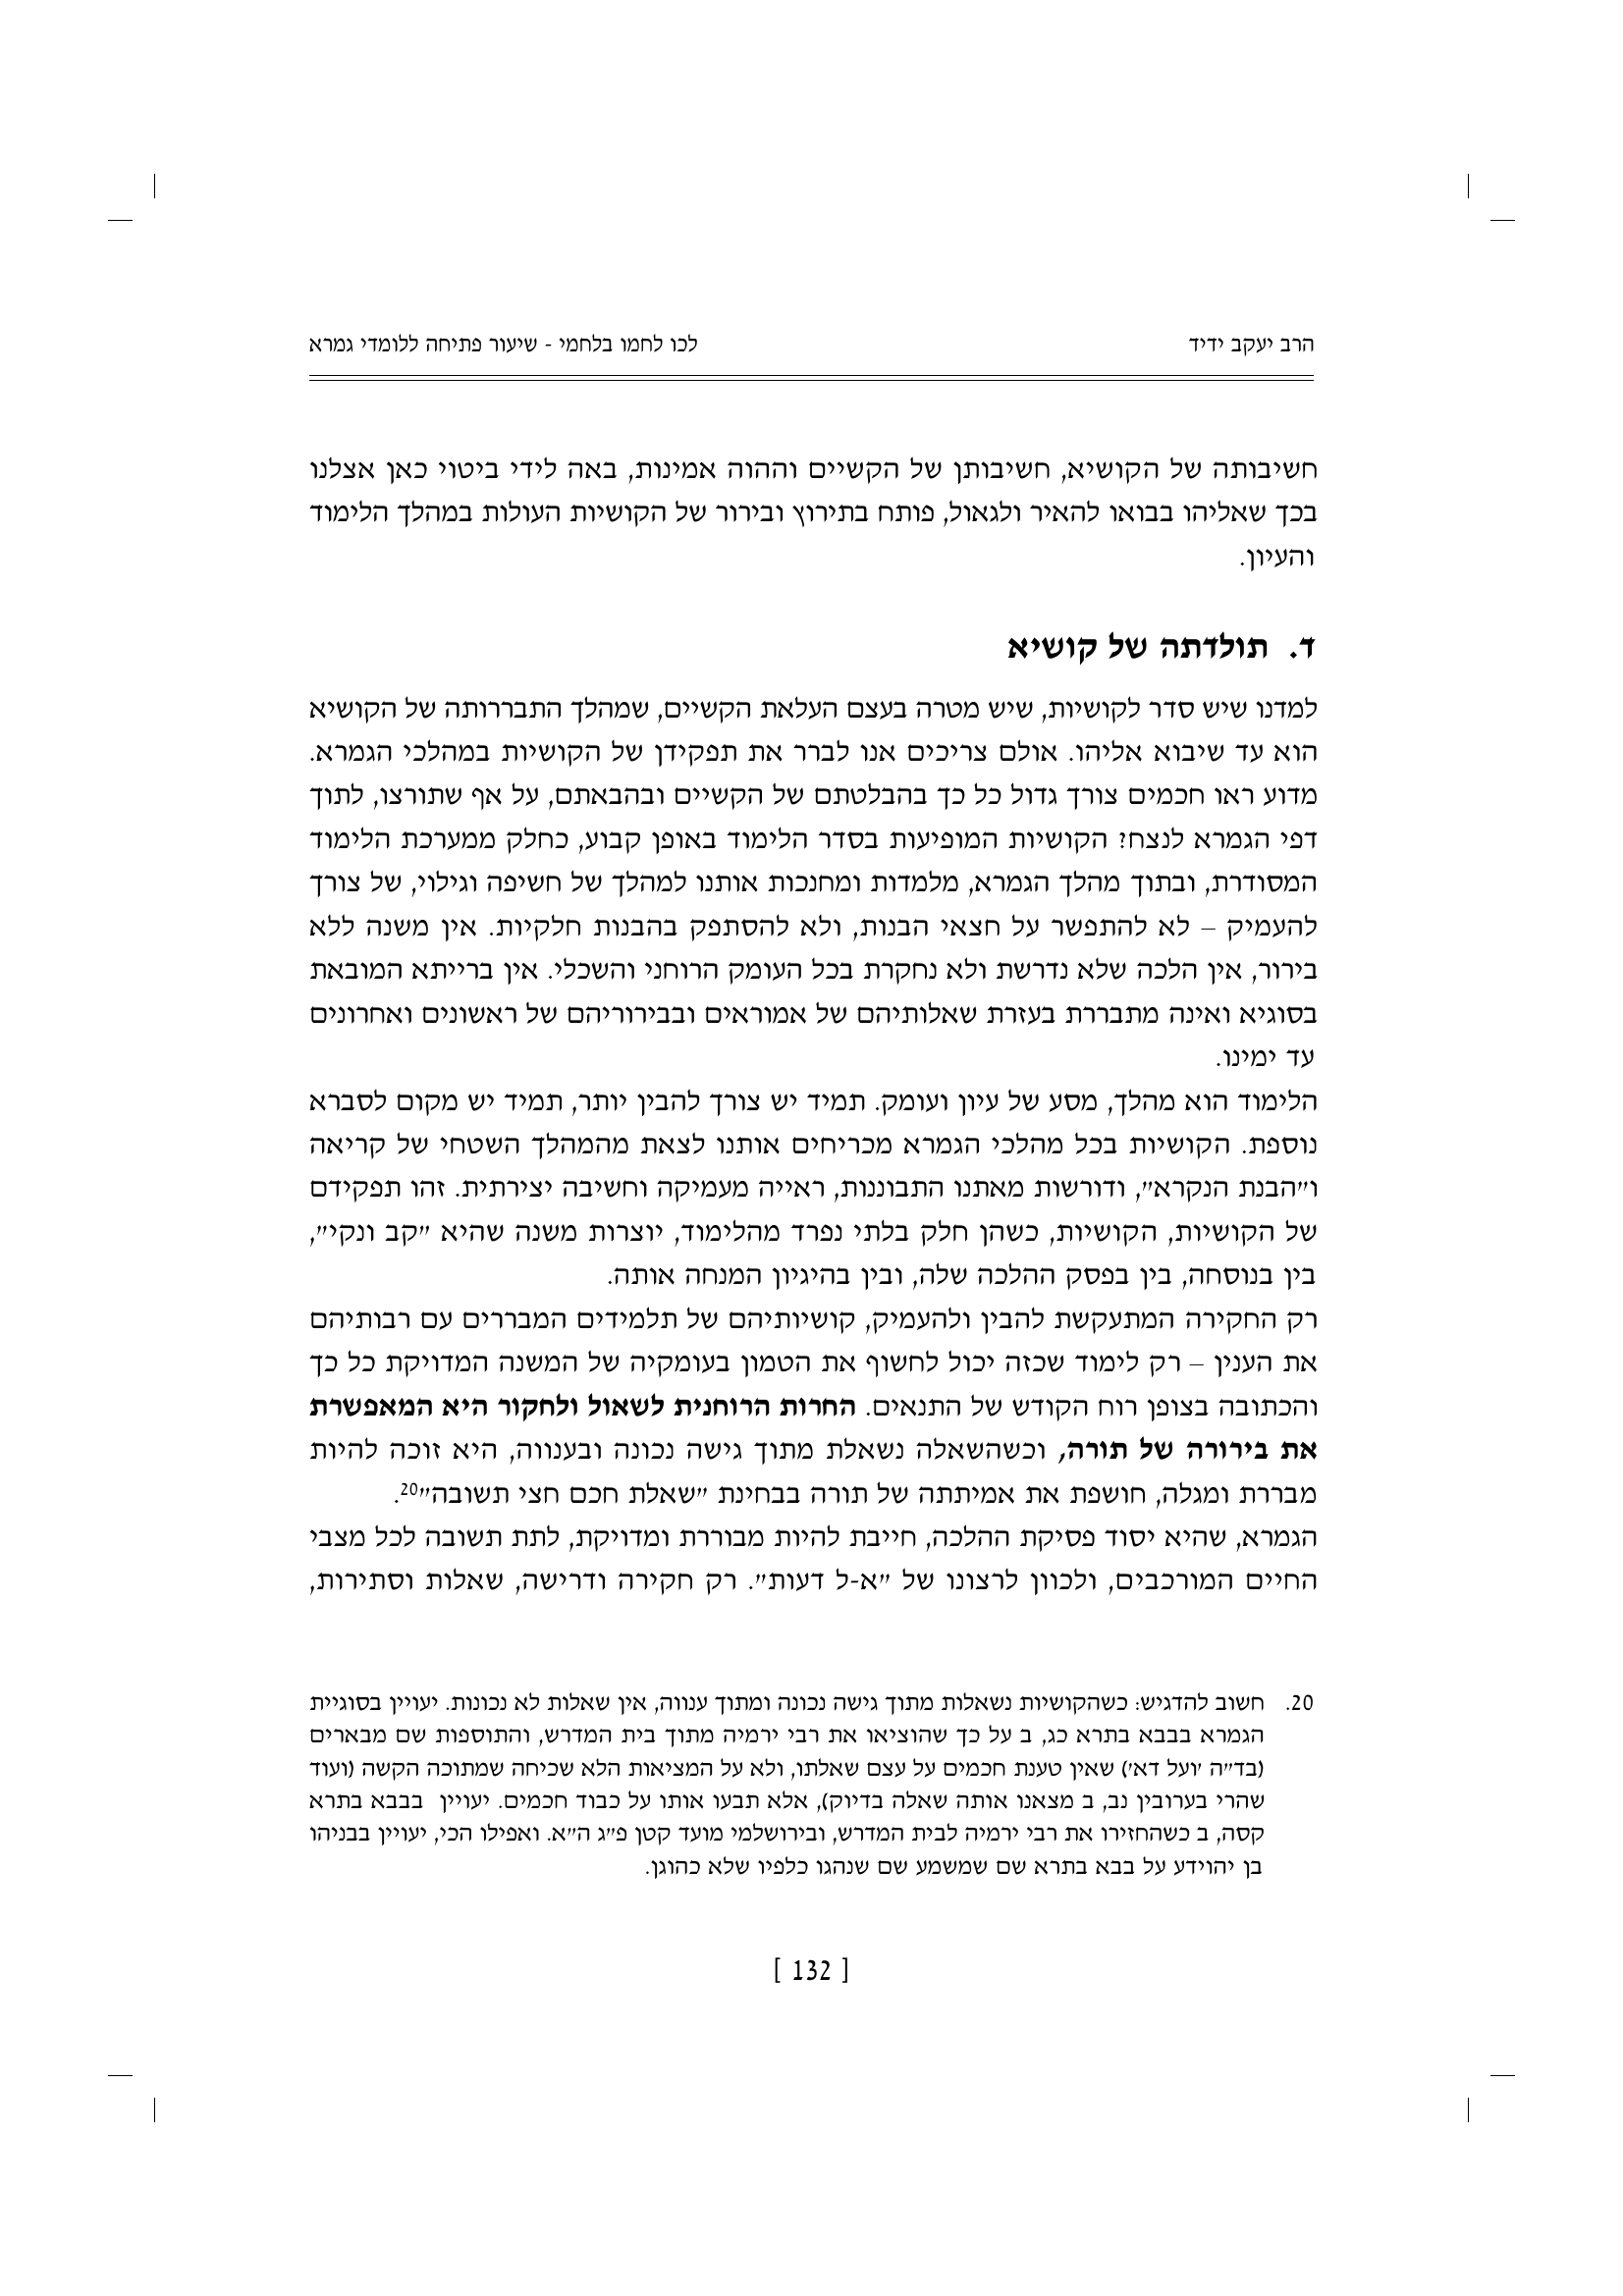 הרב יעקב ידיד
לכו לחמו בלחמי - שיעור פתיחה ללומדי גמרא
חשיבותה של הקושיא, חשיבותן של הקשיים וההוה אמינות, באה לידי ביטוי כאן אצלנו
בכך שאליהו בבואו להאיר ולגאול, פותח בתירוץ ובירור של הקושיות העולות במהלך הלימוד
והעיון.
ד. תולדתה של קושיא
למדנו שיש סדר לקושיות, שיש מטרה בעצם העלאת הקשיים, שמהלך התבררותה של הקושיא
הוא עד שיבוא אליהו. אולם צריכים אנו לברר את תפקידן של הקושיות במהלכי הגמרא.
מדוע ראו חכמים צורך גדול כל כך בהבלטתם של הקשיים ובהבאתם, על אף שתורצו, לתוך
דפי הגמרא לנצח? הקושיות המופיעות בסדר הלימוד באופן קבוע, כחלק ממערכת הלימוד
המסודרת, ובתוך מהלך הגמרא, מלמדות ומחנכות אותנו למהלך של חשיפה וגילוי, של צורך
להעמיק – לא להתפשר על חצאי הבנות, ולא להסתפק בהבנות חלקיות. אין משנה ללא
בירור, אין הלכה שלא נדרשת ולא נחקרת בכל העומק הרוחני והשכלי. אין ברייתא המובאת
בסוגיא ואינה מתבררת בעזרת שאלותיהם של אמוראים ובבירוריהם של ראשונים ואחרונים
עד ימינו.
הלימוד הוא מהלך, מסע של עיון ועומק. תמיד יש צורך להבין יותר, תמיד יש מקום לסברא
נוספת. הקושיות בכל מהלכי הגמרא מכריחים אותנו לצאת מהמהלך השטחי של קריאה
ו"הבנת הנקרא", ודורשות מאתנו התבוננות, ראייה מעמיקה וחשיבה יצירתית. זהו תפקידם
של הקושיות, הקושיות, כשהן חלק בלתי נפרד מהלימוד, יוצרות משנה שהיא "קב ונקי",
בין בנוסחה, בין בפסק ההלכה שלה, ובין בהיגיון המנחה אותה.
רק החקירה המתעקשת להבין ולהעמיק, קושיותיהם של תלמידים המבררים עם רבותיהם
את הענין – רק לימוד שכזה יכול לחשוף את הטמון בעומקיה של המשנה המדויקת כל כך
והכתובה בצופן רוח הקודש של התנאים. החרות הרוחנית לשאול ולחקור היא המאפשרת
את בירורה של תורה, וכשהשאלה נשאלת מתוך גישה נכונה ובענווה, היא זוכה להיות
מבררת ומגלה, חושפת את אמיתתה של תורה בבחינת "שאלת חכם חצי תשובה"20.
הגמרא, שהיא יסוד פסיקת ההלכה, חייבת להיות מבוררת ומדויקת, לתת תשובה לכל מצבי
החיים המורכבים, ולכוון לרצונו של "א-ל דעות". רק חקירה ודרישה, שאלות וסתירות,
20. חשוב להדגיש: כשהקושיות נשאלות מתוך גישה נכונה ומתוך ענווה, אין שאלות לא נכונות. יעויין בסוגיית
הגמרא בבבא בתרא כג, ב על כך שהוציאו את רבי ירמיה מתוך בית המדרש, והתוספות שם מבארים
(בד"ה 'ועל דא') שאין טענת חכמים על עצם שאלתו, ולא על המציאות הלא שכיחה שמתוכה הקשה (ועוד
שהרי בערובין נב, ב מצאנו אותה שאלה בדיוק), אלא תבעו אותו על כבוד חכמים. יעויין בבבא בתרא
קסה, ב כשהחזירו את רבי ירמיה לבית המדרש, ובירושלמי מועד קטן פ"ג ה"א. ואפילו הכי, יעויין בבניהו
בן יהוידע על בבא בתרא שם שמשמע שם שנהגו כלפיו שלא כהוגן.
[ 132 ]